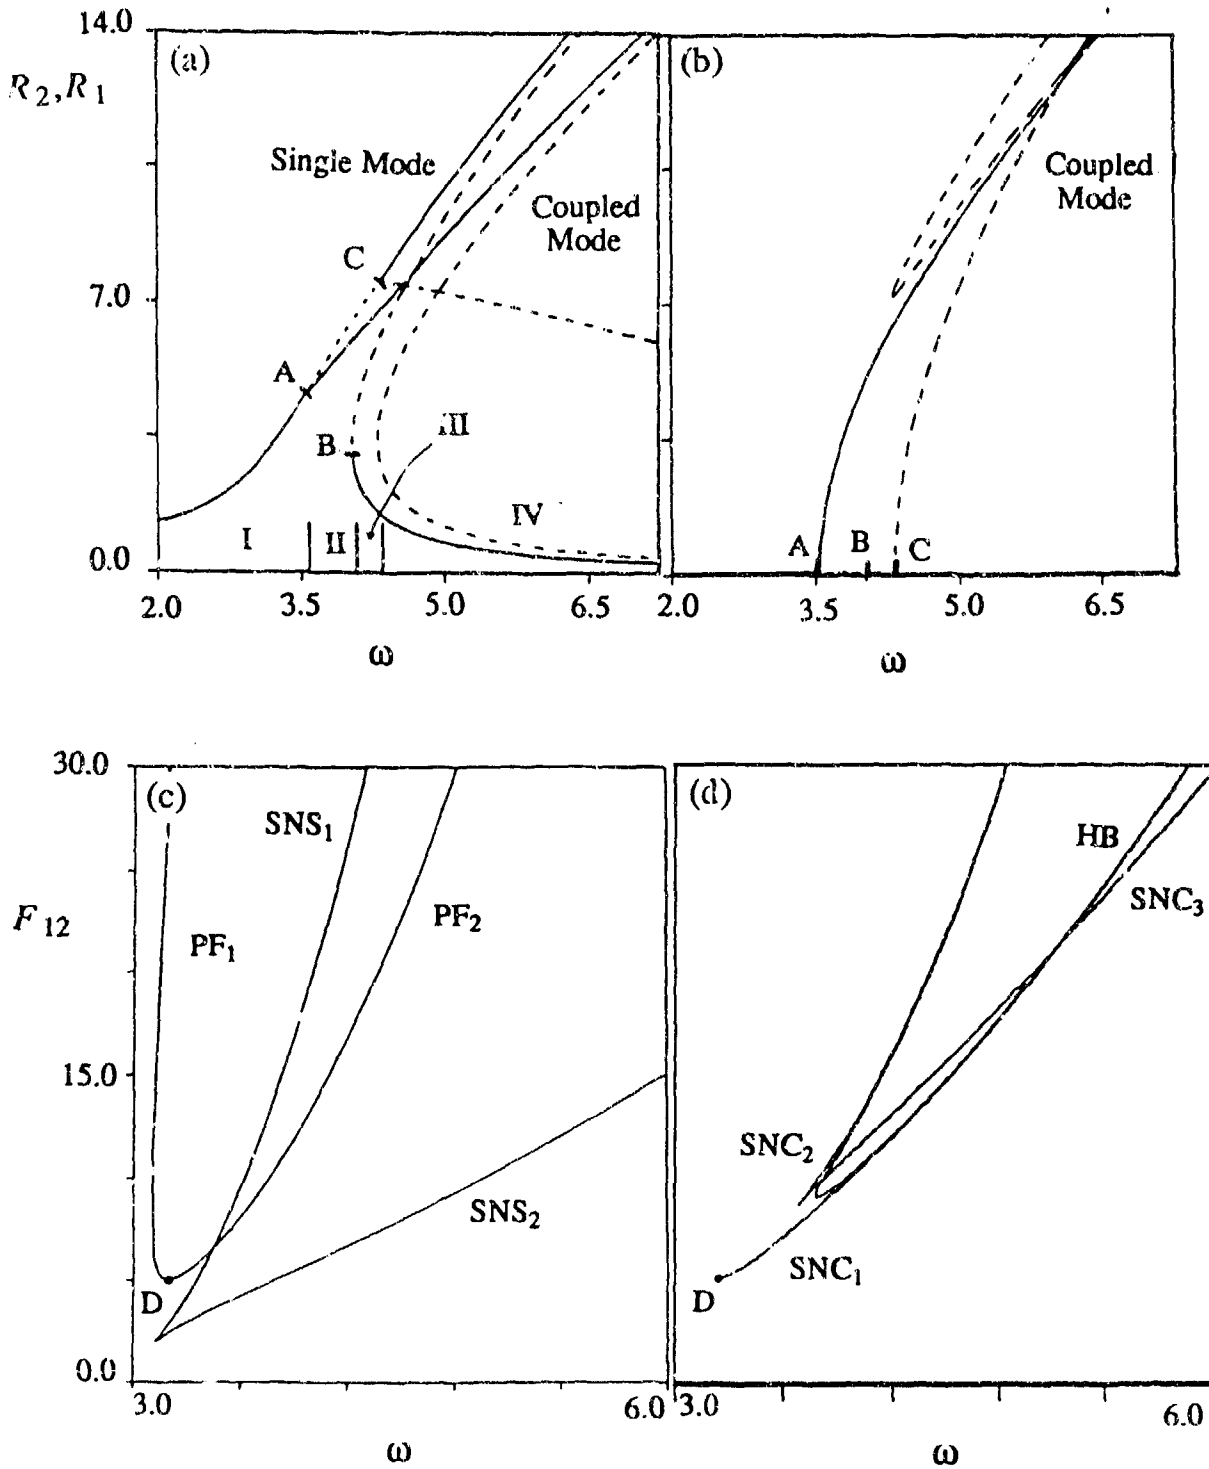 14.0
(a)
(b)
R2, R1
Single Mode
Coupled
Mode
Coupled
Mode
C
7.0
A
B
III
I
II
IV
A
B
C
0.0
2.0
3.5
5.0
6.5
2.0
3.5
5.0
6.5
ω
ω
30.0
(c)
(d)
SNS1
HB
PF2
SNC3
F12
PF1
15.0
SNC2
SNS2
SNC1
D
D
0.0
3.0
6.0
3.0
6.0
ω
ω